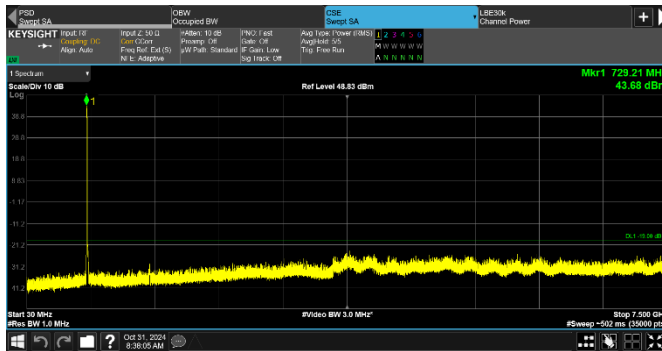 PSD
Swept SA
OBW
Occupied BW
CSE
Swept SA
LBE30k
Channel Power
KEYSIGHT
Input: RF
Coupling: DC
Align: Auto
Input Z: 50 Ω
Corr CCorr
Freq Ref: Ext (S)
NFE: Adaptive
#Atten: 10 dB
Preamp: Off
µW Path: Standard
PNO: Fast
Gate: Off
IF Gain: Low
Sig Track: Off
Avg Type: Power (RMS)
Avg|Hold: 5/5
Trig: Free Run
1 2 3 4 5 6
M W W W W W
A N N N N N
1 Spectrum
Scale/Div 10 dB
Ref Level 48.83 dBm
Mkr1 729.21 MH
43.68 dBr
Log
1
38.8
28.8
18.8
8.83
-1.17
-11.2
-21.2
-31.2
-41.2
Start 30 MHz
#Res BW 1.0 MHz
#Video BW 3.0 MHz*
Stop 7.500 GH
#Sweep ~502 ms (35000 pts
?
Oct 31, 2024
8:38:05 AM